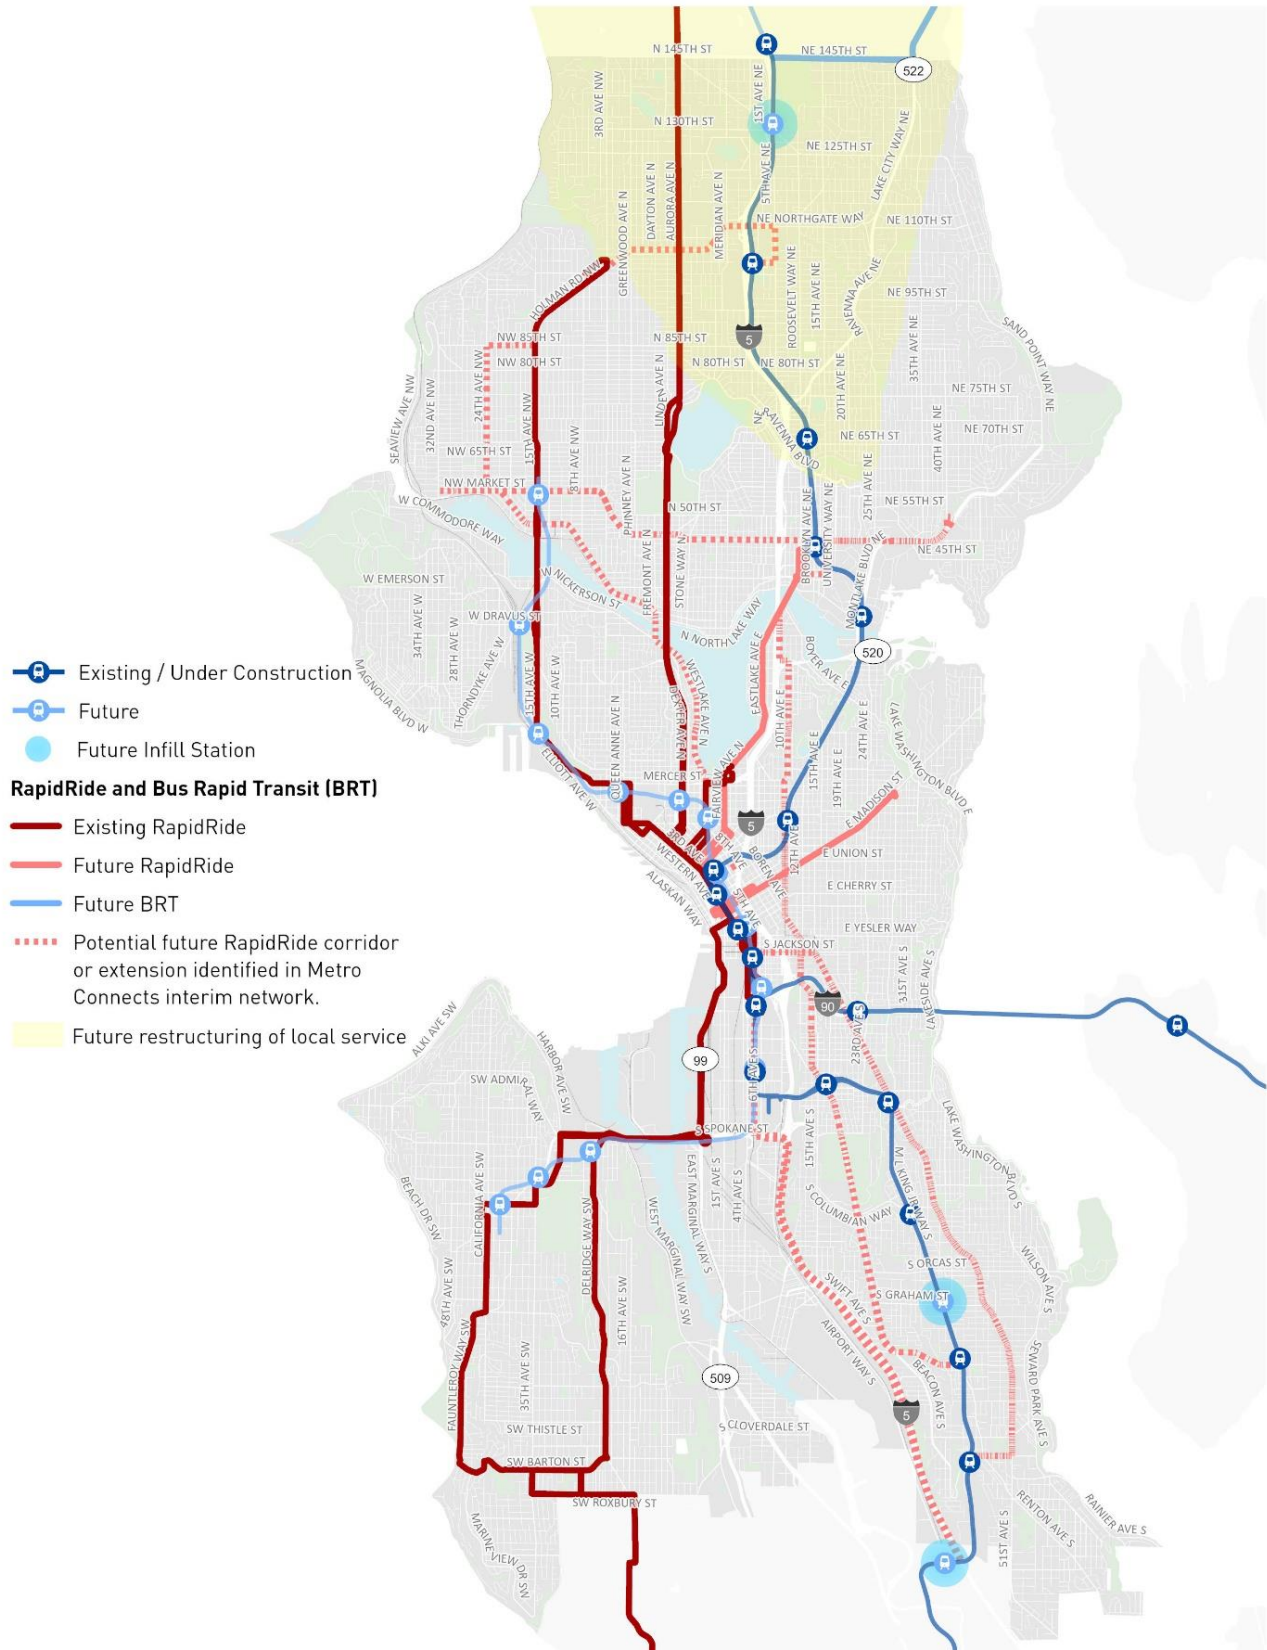 N 145TH ST
NE 145TH ST
522
3RD AVE NW
1ST AVE NE
N 130TH ST
NE 125TH ST
LAKE CITY WAY NE
5TH AVE NE
DAYTON AVE N
AURORA AVE N
MERIDIAN AVE N
GREENWOOD AVE N
NE NORTHGATE WAY
NE 110TH ST
HOLMAN RD NW
ROOSEVELT WAY NE
15TH AVE NE
RAVENNA AVE NE
NE 95TH ST
35TH AVE NE
SAND POINT WAY NE
NW 85TH ST
N 85TH ST
5
NW 80TH ST
N 80TH ST
NE 80TH ST
LINDEN AVE N
20TH AVE NE
NE 75TH ST
SEAVIEW AVE NW
32ND AVE NW
24TH AVE NW
15TH AVE NW
8TH AVE NW
NE RAVENNA BLVD
NE 65TH ST
NE 70TH ST
40TH AVE NE
NW 65TH ST
PHINNEY AVE N
25TH AVE NE
NW MARKET ST
W COMMODORE WAY
N 50TH ST
BROOKLYN AVE NE
UNIVERSITY WAY NE
NE 55TH ST
NE 45TH ST
MONTLAKE BLVD NE
FREMONT AVE N
STONE WAY N
W EMERSON ST
W NICKERSON ST
34TH AVE W
28TH AVE W
W DRAVUS ST
THORNDYKE AVE W
15TH AVE W
10TH AVE W
N NORTHLAKE WAY
BOYER AVE E
520
MAGNOLIA BLVD W
WESTLAKE AVE N
EASTLAKE AVE E
DEXTER AVE N
10TH AVE E
24TH AVE E
LAKE WASHINGTON BLVD E
Existing / Under Construction
Future
Future Infill Station
RapidRide and Bus Rapid Transit (BRT)
Existing RapidRide
Future RapidRide
Future BRT
Potential future RapidRide corridor
or extension identified in Metro
Connects interim network.
Future restructuring of local service
QUEEN ANNE AVE N
ELLIOTT AVE W
MERCER ST
FAIRVIEW AVE N
15TH AVE E
19TH AVE E
E MADISON ST
5
3RD AVE
8TH AVE
WESTERN AVE
BOREN AVE
12TH AVE
E UNION ST
ALASKAN WAY
5TH AVE
E CHERRY ST
E YESLER WAY
S JACKSON ST
31ST AVE S
LAKESIDE AVE S
90
23RD AVE S
ALKI AVE SW
HARBOR AVE SW
99
6TH AVE S
SW ADMIRAL WAY
S SPOKANE ST
15TH AVE S
LAKE WASHINGTON BLVD S
BEACH DR SW
CALIFORNIA AVE SW
EAST MARGINAL WAY S
1ST AVE S
4TH AVE S
M L KING JR WAY S
S COLUMBIAN WAY
DELRIDGE WAY SW
WEST MARGINAL WAY SW
S ORCAS ST
WILSON AVE S
48TH AVE SW
16TH AVE SW
SWIFT AVE S
S GRAHAM ST
AIRPORT WAY S
FAUNTLEROY WAY SW
35TH AVE SW
509
BEACON AVE S
SEWARD PARK AVE S
5
SW THISTLE ST
S CLOVERDALE ST
SW BARTON ST
SW ROXBURY ST
MARINE VIEW DR SW
51ST AVE S
RENTON AVE S
RAINIER AVE S